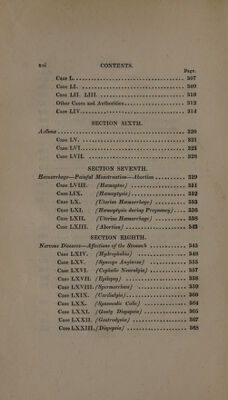 xvi CONTENTS.
Page.
Case L. 307
Case LI. 309
Case LII. LIII. 310
Other Cases and Authorities 312
Case LIV. 314
SECTION SIXTH.
Asthma 320
Case LV. 321
Case LVI. 325
Case LVII. 328
SECTION SEVENTH.
Hæmorrhage—Painful Menstruation—Abortion 329
Case LVIII. (Hæmoptoe) 331
Case LIX. (Hæmoptysis) 332
Case LX. (Uterine Hæmorrhage) 333
Case LXI. (Hæmoptysis during Pregnancy) 336
Case LXII. (Uterine Hæmorrhage) 338
Case LXIII. (Abortion) 343
SECTION EIGHTH.
Nervous Diseases—Affections of the Stomach 345
Case LXIV. (Hydrophobia) 348
Case LXV. (Syncope Anginosa) 355
Case LXVI. (Cephalic Neuralgia) 357
Case LXVII. (Epilepsy) 358
Case LXVIII. (Spermorrhœa) 359
Case LXIX. (Cardialgia) 360
Case LXX. (Spasmodic Colic) 364
Case LXXI. (Gouty Dyspepsia) 365
Case LXXII. (Gastrodynia) 367
Case LXXIII. (Dyspepsia) 368